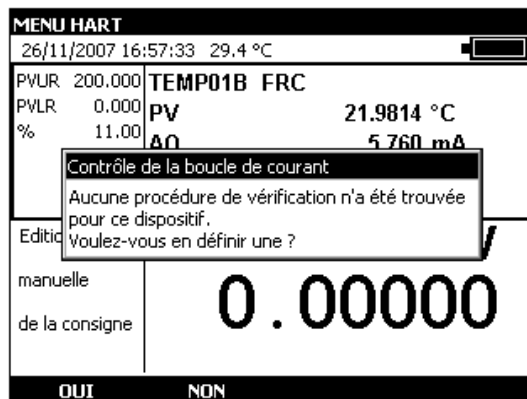 MENU HART
26/11/2007 16:57:33 29.4 °C
PVUR 200.000
PVLR 0.000
% 11.00
TEMP01B FRC
PV 21.9814 °C
AO 5.760 mA
Contrôle de la boucle de courant
Aucune procédure de vérification n'a été trouvée
pour ce dispositif.
Voulez-vous en définir une ?
manuelle
de la consigne
0.00000
OUI NON